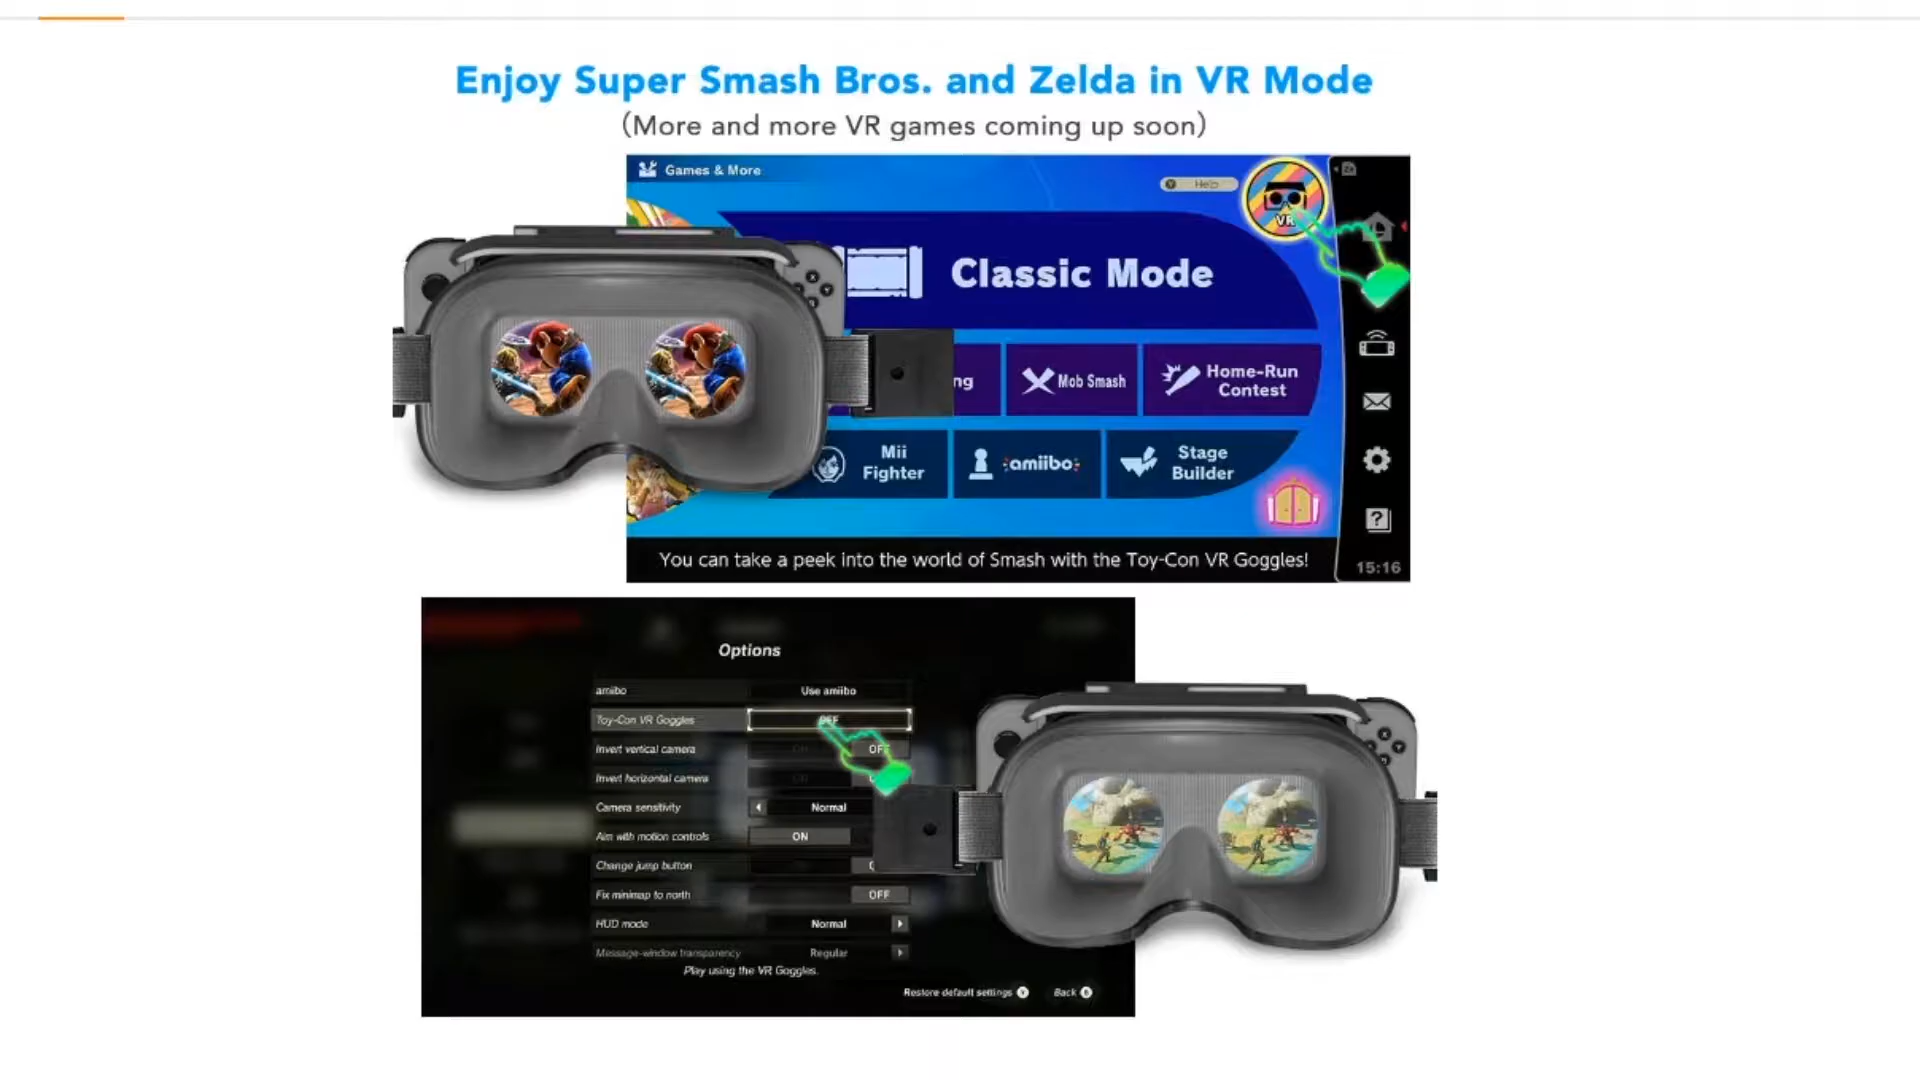 Enjoy Super Smash Bros. and Zelda in VR Mode
(More and more VR games coming up soon)
Games & More
Help
VR
Classic Mode
ng
Mob Smash
Home-Run
Contest
Mii
Fighter
amiibo
Stage
Builder
You can take a peek into the world of Smash with the Toy-Con VR Goggles!
15:16
Options
amiibo Use amiibo
Toy-Con VR Goggles OFF
Invert vertical camera ON OFF
Invert horizontal camera ON
Camera sensitivity Normal
Aim with motion controls ON
Change jump button
Fix minimap to north OFF
HUD mode Normal
Message-window transparency Regular
Play using the VR Goggles.
Restore default settings Back